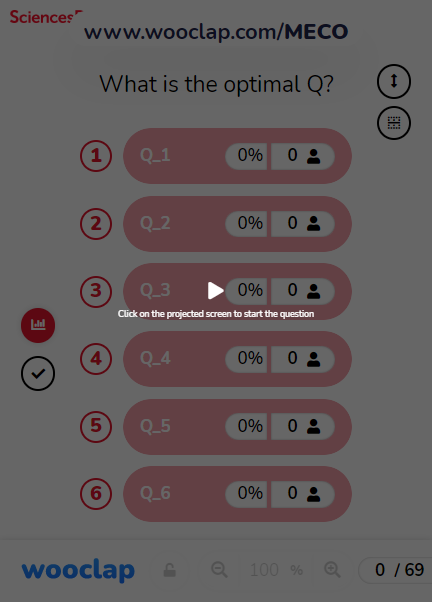 www.wooclap.com/MECO
What is the optimal Q?
1 Q_1 0% 0
2 Q_2 0% 0
3 Q_3 0% 0
Click on the projected screen to start the question
4 Q_4 0% 0
5 Q_5 0% 0
6 Q_6 0% 0
wooclap 100 % 0 / 69